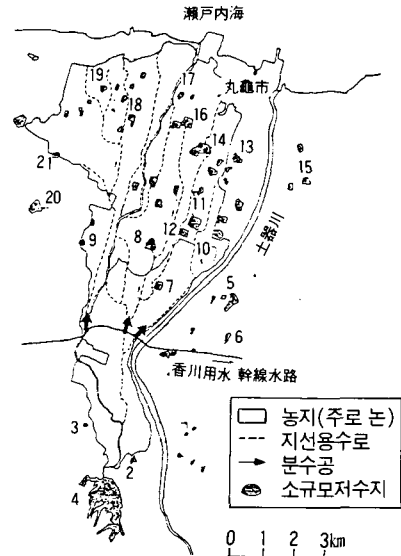 瀬戸内海
丸龜市
19
17
18
16
14
13
15
21
20
11
12
9
8
10
土器川
7
5
6
香川用水 幹線水路
3
2
4
농지(주로 논)
지선용수로
분수공
소규모저수지
0 1 2 3km